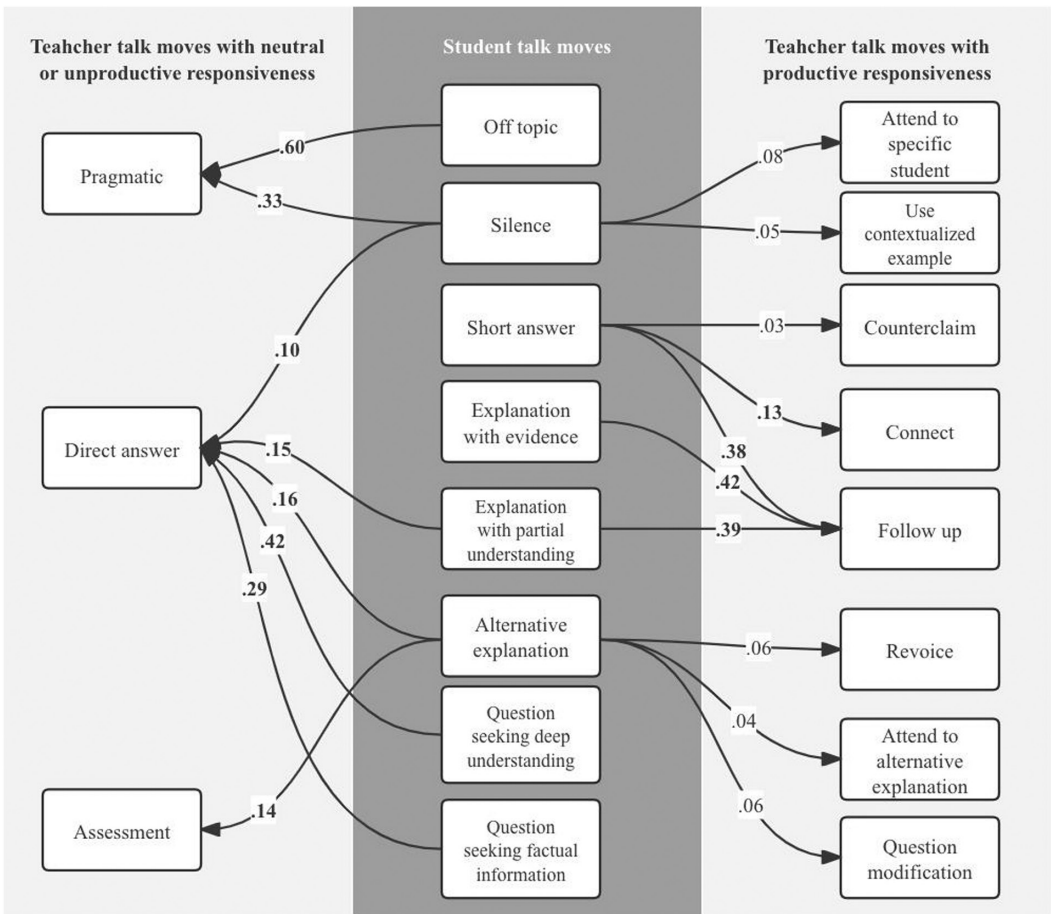 Teahcher talk moves with neutral
or unproductive responsiveness
Pragmatic
Direct answer
Assessment
Student talk moves
Off topic
Silence
Short answer
Explanation
with evidence
Explanation
with partial
understanding
Alternative
explanation
Question
seeking deep
understanding
Question
seeking factual
information
Teahcher talk moves with
productive responsiveness
Attend to
specific
student
Use
contextualized
example
Counterclaim
Connect
Follow up
Revoice
Attend to
alternative
explanation
Question
modification
.60
.33
.10
.15
.16
.42
.29
.14
.08
.05
.03
.13
.38
.42
.39
.06
.04
.06